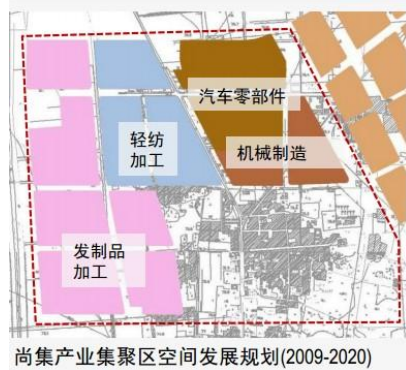 汽车零部件
轻纺
加工
机械制造
发制品
加工
尚集产业集聚区空间发展规划(2009-2020)